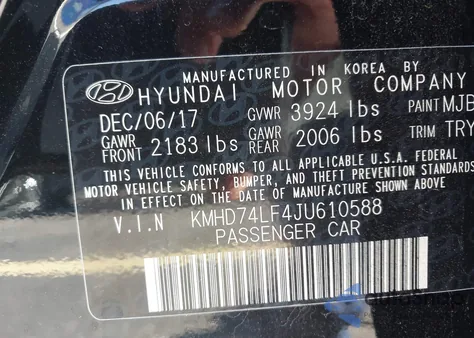 MANUFACTURED IN KOREA BY
HYUNDAI MOTOR COMPANY
DEC/06/17 GVWR 3924 lbs PAINT MJB
GAWR FRONT 2183 lbs GAWR REAR 2006 lbs TRIM TRY
THIS VEHICLE CONFORMS TO ALL APPLICABLE U.S.A. FEDERAL
MOTOR VEHICLE SAFETY, BUMPER, AND THEFT PREVENTION STANDARDS
IN EFFECT ON THE DATE OF MANUFACTURE SHOWN ABOVE
V.I.N KMHD74LF4JU610588
PASSENGER CAR